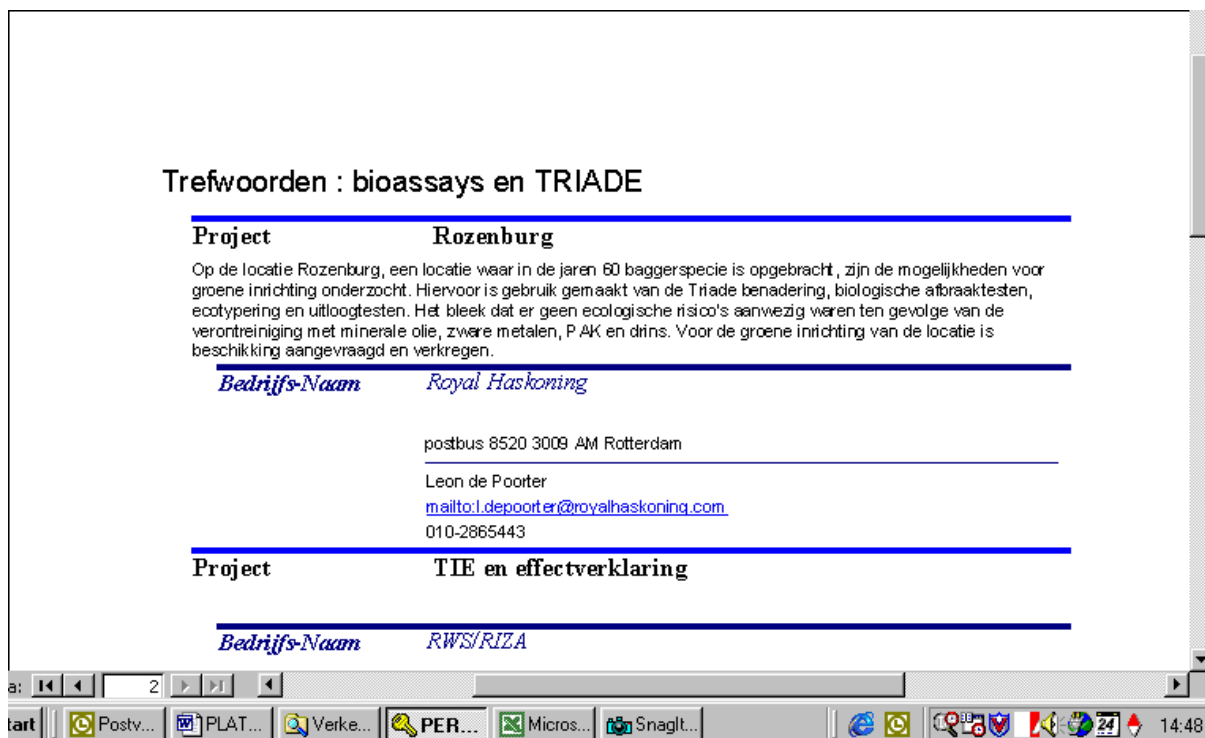 Trefwoorden : bioassays en TRIADE
Project Rozenburg
Op de locatie Rozenburg, een locatie waar in de jaren 60 baggerspecie is opgebracht, zijn de mogelijkheden voor
groene inrichting onderzocht. Hiervoor is gebruik gemaakt van de Triade benadering, biologische afbraaktesten,
ecotypering en uitloogtesten. Het bleek dat er geen ecologische risico's aanwezig waren ten gevolge van de
verontreiniging met minerale olie, zware metalen, PAK en drins. Voor de groene inrichting van de locatie is
beschikking aangevraagd en verkregen.
Bedrijfs-Naam Royal Haskoning
postbus 8520 3009 AM Rotterdam
Leon de Poorter
mailto:l.depoorter@royalhaskoning.com
010-2865443
Project TIE en effectverklaring
Bedrijfs-Naam RWS/RIZA
a: 2
tart Postv... PLAT... Verke... PER... Micros... SnagIt... 24 14:48